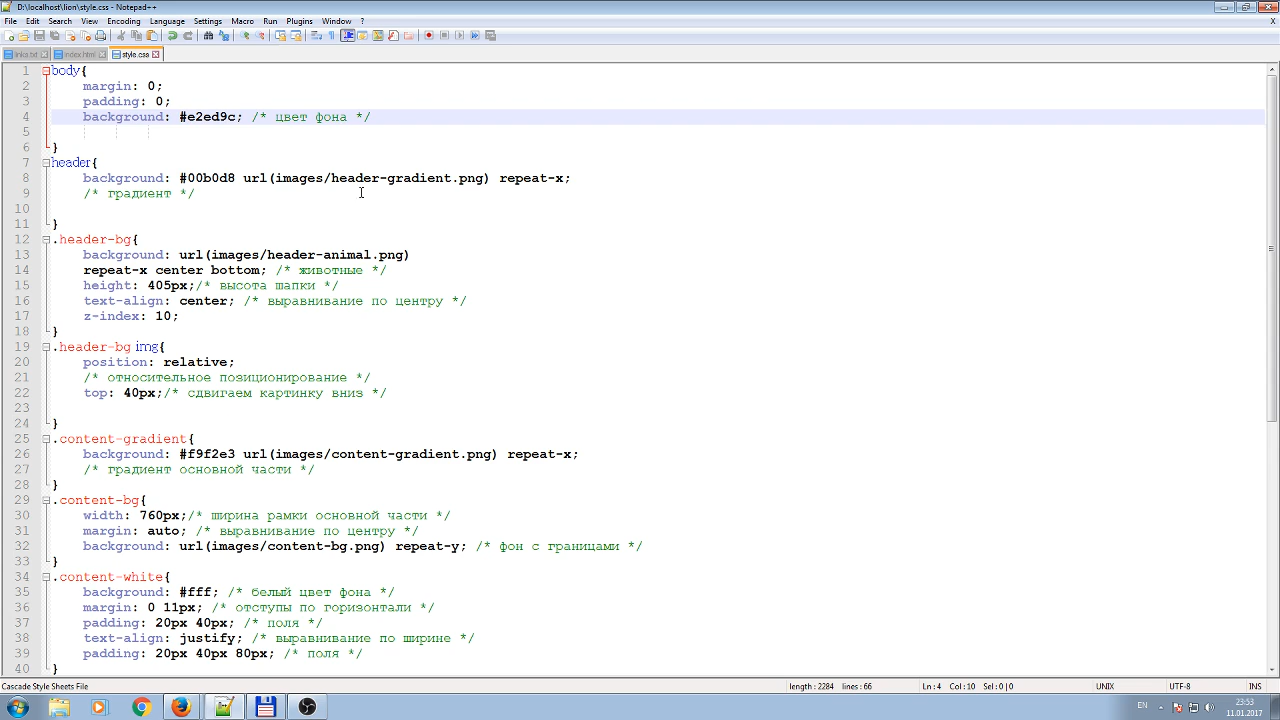 D:\localhost\lion\style.css - Notepad++
File Edit Search View Encoding Language Settings Macro Run Plugins Window ?
X
links.txt index.html style.css
1 body{
2 margin: 0;
3 padding: 0;
4 background: #e2ed9c; /* цвет фона */
5
6 }
7 header{
8 background: #00b0d8 url(images/header-gradient.png) repeat-x;
9 /* градиент */
10
11 }
12 .header-bg{
13 background: url(images/header-animal.png)
14 repeat-x center bottom; /* животные */
15 height: 405px;/* высота шапки */
16 text-align: center; /* выравнивание по центру */
17 z-index: 10;
18 }
19 .header-bg img{
20 position: relative;
21 /* относительное позиционирование */
22 top: 40px;/* сдвигаем картинку вниз */
23
24 }
25 .content-gradient{
26 background: #f9f2e3 url(images/content-gradient.png) repeat-x;
27 /* градиент основной части */
28 }
29 .content-bg{
30 width: 760px;/* ширина рамки основной части */
31 margin: auto; /* выравнивание по центру */
32 background: url(images/content-bg.png) repeat-y; /* фон с границами */
33 }
34 .content-white{
35 background: #fff; /* белый цвет фона */
36 margin: 0 11px; /* отступы по горизонтали */
37 padding: 20px 40px; /* поля */
38 text-align: justify; /* выравнивание по ширине */
39 padding: 20px 40px 80px; /* поля */
40 }
Cascade Style Sheets File length: 2284 lines: 66 Ln: 4 Col: 10 Sel: 0 | 0 UNIX UTF-8 INS
EN 23:53
11.01.2017